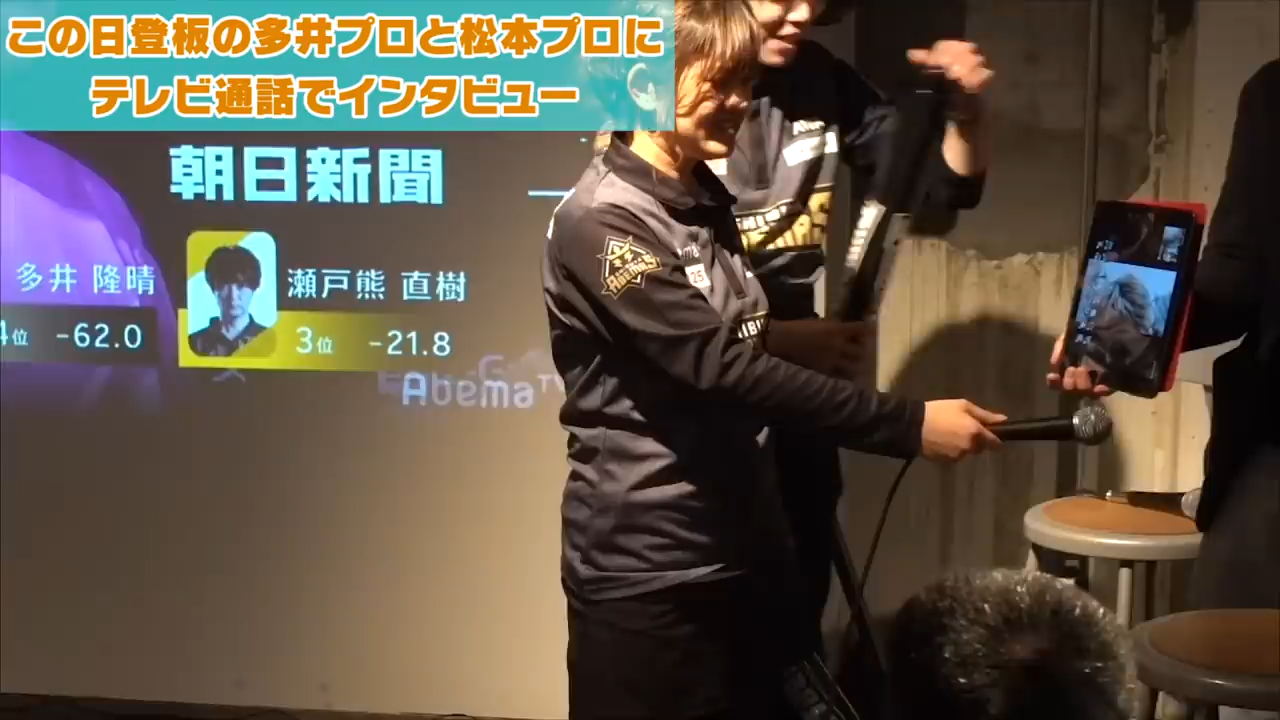 この日登板の多井プロと松本プロに
テレビ通話でインタビュー
朝日新聞
多井 隆晴
瀬戸熊 直樹
4位 -62.0
3位 -21.8
AbemaTV
ABEMAS
25